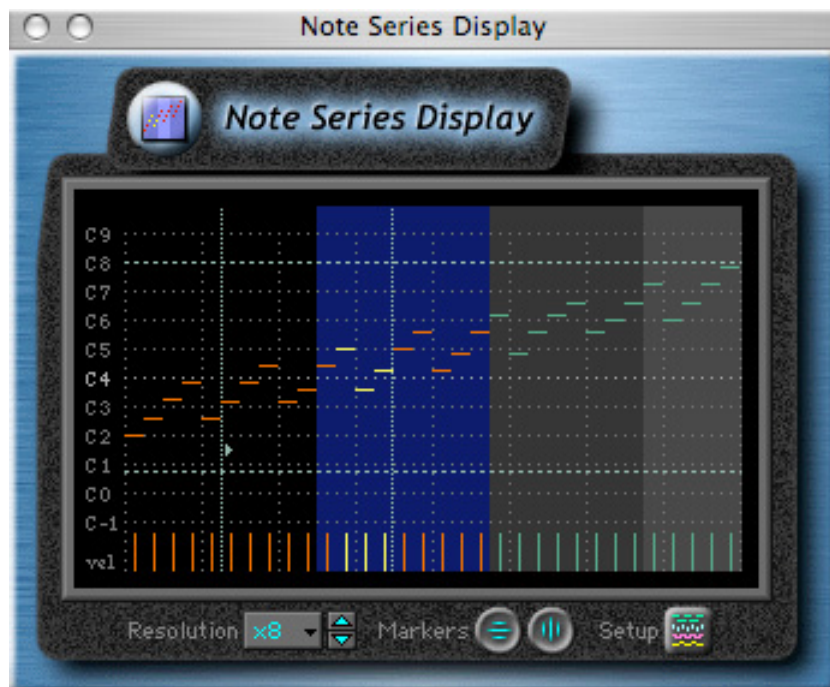 Note Series Display
Note Series Display
C9
C8
C7
C6
C5
C4
C3
C2
C1
C0
C-1
vel
Resolution x8 Markers Setup